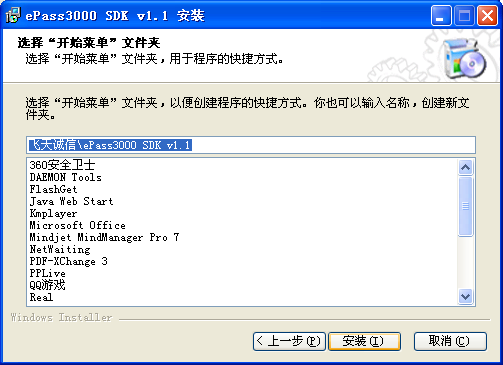 ePass3000 SDK v1.1 安装
选择“开始菜单”文件夹
选择“开始菜单”文件夹,用于程序的快捷方式。
选择“开始菜单”文件夹,以便创建程序的快捷方式。你也可以输入名称,创建新文
件夹。
飞天诚信\ePass3000 SDK v1.1
360安全卫士
DAEMON Tools
FlashGet
Java Web Start
Kmplayer
Microsoft Office
Mindjet MindManager Pro 7
NetWaiting
PDF-XChange 3
PPLive
QQ游戏
Real
Windows Installer
< 上一步(P)
安装(I)
取消(C)